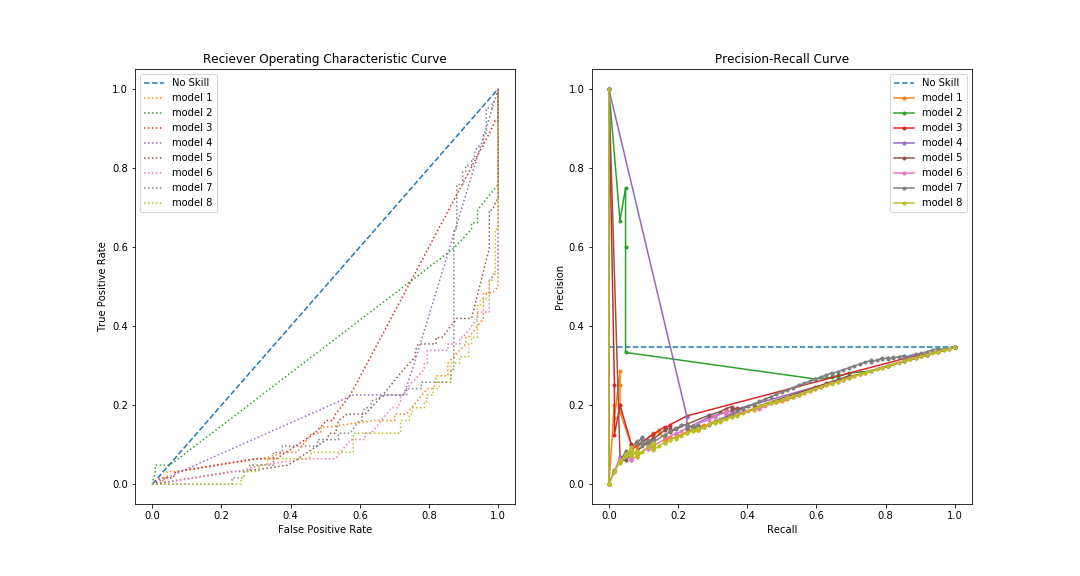 Reciever Operating Characteristic Curve
No Skill
model 1
model 2
model 3
model 4
model 5
model 6
model 7
model 8
1.0
0.8
0.6
0.4
0.2
0.0
True Positive Rate
0.0 0.2 0.4 0.6 0.8 1.0
False Positive Rate
Precision-Recall Curve
No Skill
model 1
model 2
model 3
model 4
model 5
model 6
model 7
model 8
1.0
0.8
0.6
0.4
0.2
0.0
Precision
0.0 0.2 0.4 0.6 0.8 1.0
Recall